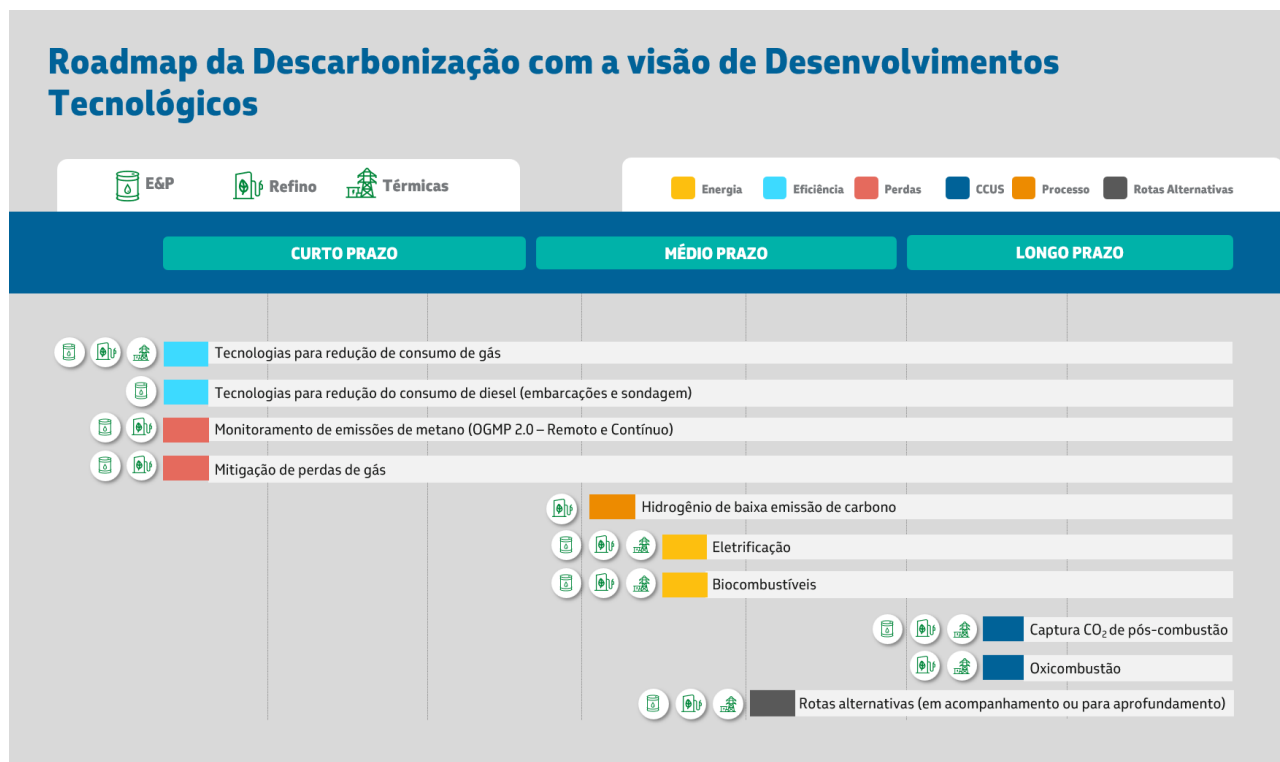 Roadmap da Descarbonização com a visão de Desenvolvimentos
Tecnológicos
E&P
Refino
Térmicas
Energia
Eficiência
Perdas
CCUS
Processo
Rotas Alternativas
CURTO PRAZO
MÉDIO PRAZO
LONGO PRAZO
Tecnologias para redução de consumo de gás
Tecnologias para redução do consumo de diesel (embarcações e sondagem)
Monitoramento de emissões de metano (OGMP 2.0 – Remoto e Contínuo)
Mitigação de perdas de gás
Hidrogênio de baixa emissão de carbono
Eletrificação
Biocombustíveis
Captura CO₂ de pós-combustão
Oxicombustão
Rotas alternativas (em acompanhamento ou para aprofundamento)